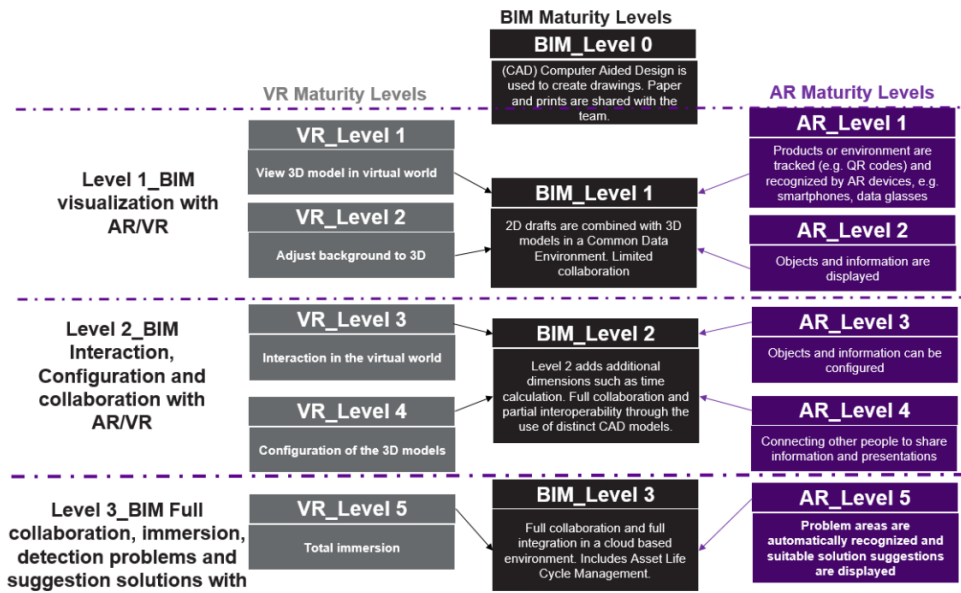 BIM Maturity Levels
BIM_Level 0
(CAD) Computer Aided Design is
used to create drawings. Paper
and prints are shared with the
team.
VR Maturity Levels
AR Maturity Levels
Level 1_BIM
visualization with
AR/VR
VR_Level 1
View 3D model in virtual world
VR_Level 2
Adjust background to 3D
BIM_Level 1
2D drafts are combined with 3D
models in a Common Data
Environment. Limited
collaboration
AR_Level 1
Products or environment are
tracked (e.g. QR codes) and
recognized by AR devices, e.g.
smartphones, data glasses
AR_Level 2
Objects and information are
displayed
Level 2_BIM
Interaction,
Configuration and
collaboration with
AR/VR
VR_Level 3
Interaction in the virtual world
VR_Level 4
Configuration of the 3D models
BIM_Level 2
Level 2 adds additional
dimensions such as time
calculation. Full collaboration and
partial interoperability through the
use of distinct CAD models.
AR_Level 3
Objects and information can be
configured
AR_Level 4
Connecting other people to share
information and presentations
Level 3_BIM Full
collaboration, immersion,
detection problems and
suggestion solutions with
VR_Level 5
Total immersion
BIM_Level 3
Full collaboration and full
integration in a cloud based
environment. Includes Asset Life
Cycle Management.
AR_Level 5
Problem areas are
automatically recognized and
suitable solution suggestions
are displayed